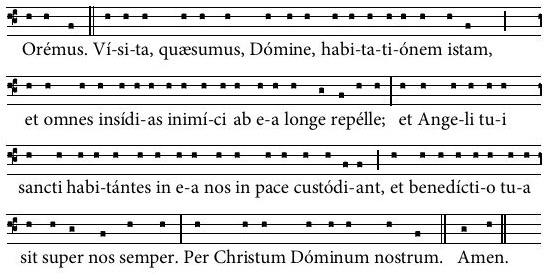 Orémus. Ví-si-ta, quæsumus, Dómine, habi-ta-ti-ónem istam,
et omnes insídi-as inimí-ci ab e-a longe repélle; et Ange-li tu-i
sancti habi-tántes in e-a nos in pace custódi-ant, et benedícti-o tu-a
sit super nos semper. Per Christum Dóminum nostrum. Amen.